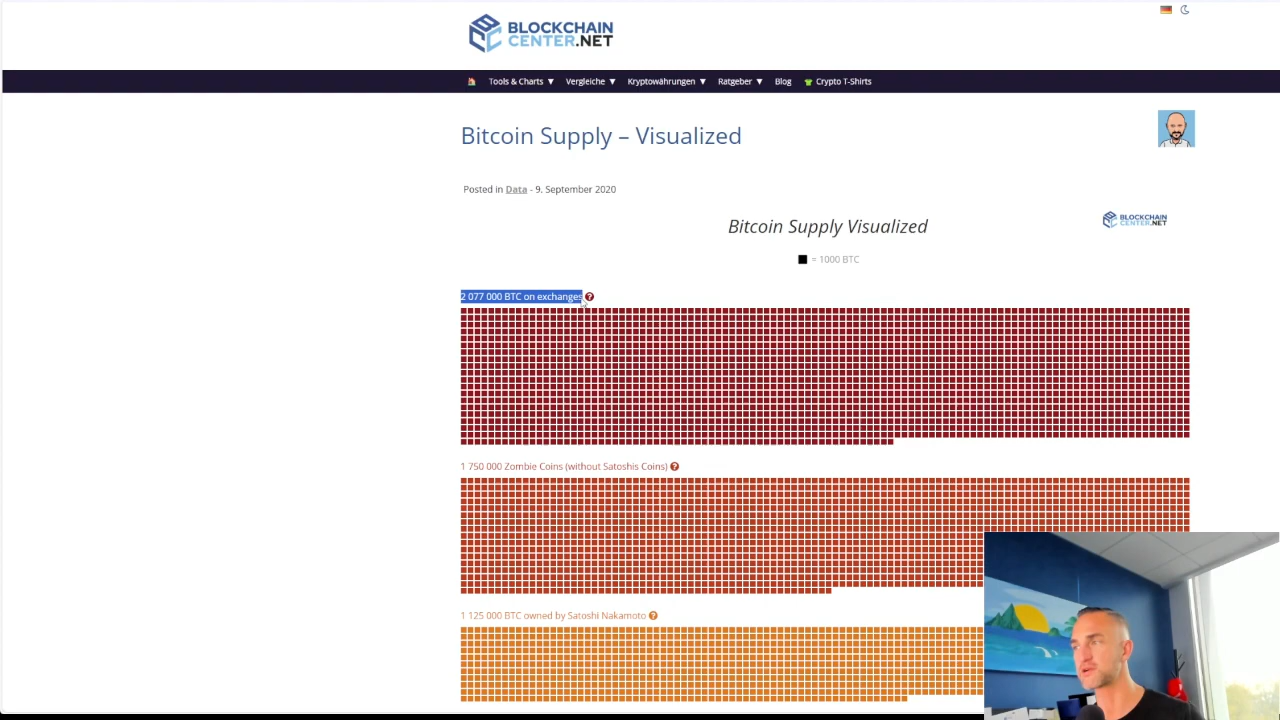 BLOCKCHAIN
CENTER.NET
Tools & Charts ▼ Vergleiche ▼ Kryptowährungen ▼ Ratgeber ▼ Blog Crypto T-Shirts
Bitcoin Supply – Visualized
Posted in Data - 9. September 2020
Bitcoin Supply Visualized
BLOCKCHAIN
CENTER.NET
= 1000 BTC
2 077 000 BTC on exchanges ?
1 750 000 Zombie Coins (without Satoshis Coins) ?
1 125 000 BTC owned by Satoshi Nakamoto ?